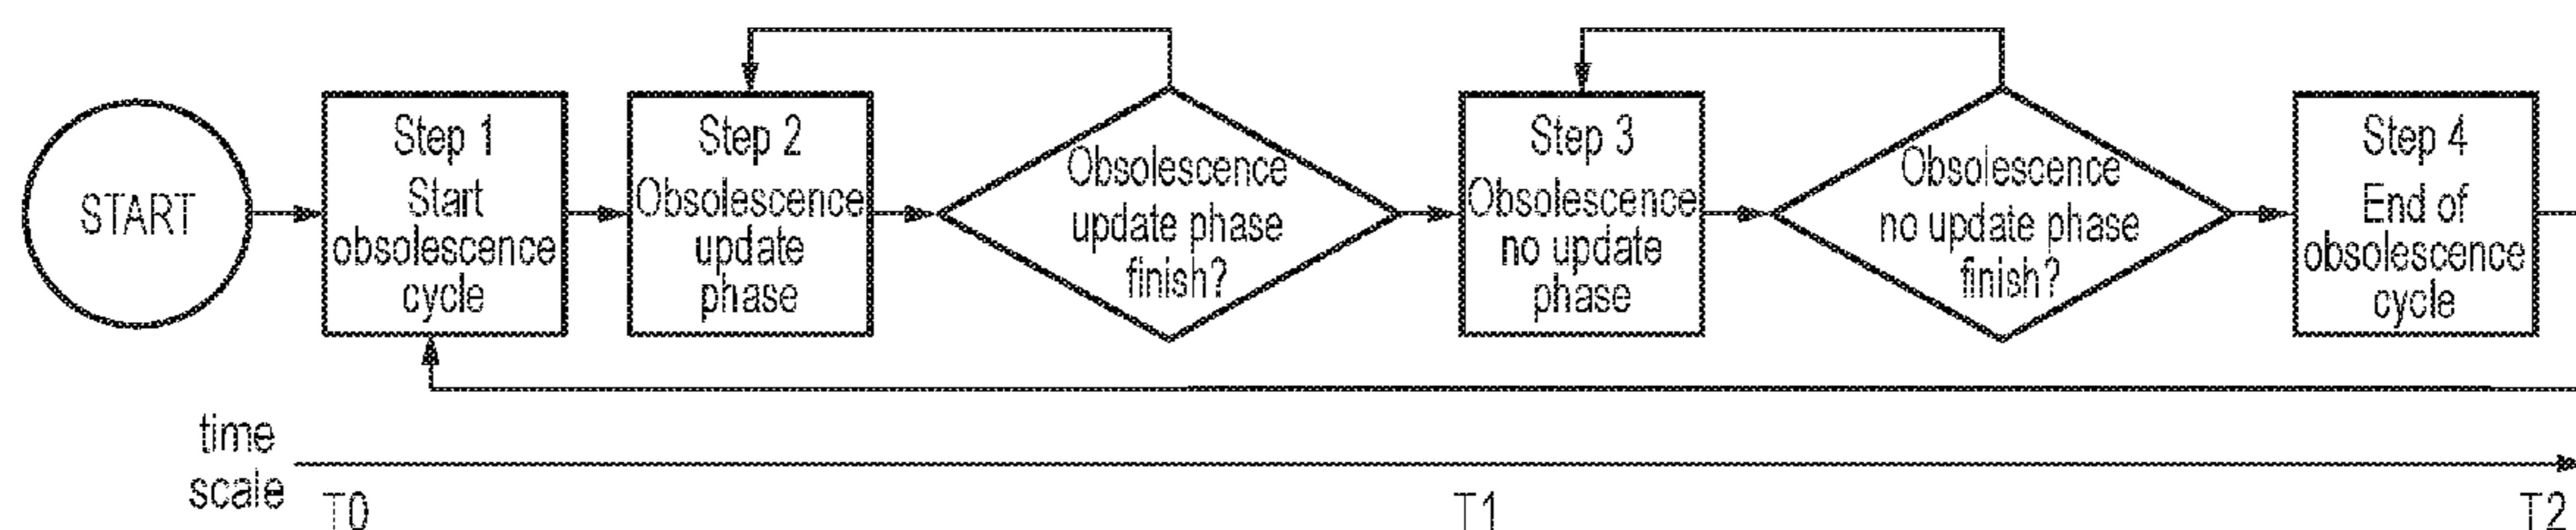 START
Step 1
Start
obsolescence
cycle
Step 2
Obsolescence
update
phase
Obsolescence
update phase
finish?
Step 3
Obsolescence
no update
phase
Obsolescence
no update phase
finish?
Step 4
End of
obsolescence
cycle
time
scale
T0
T1
T2